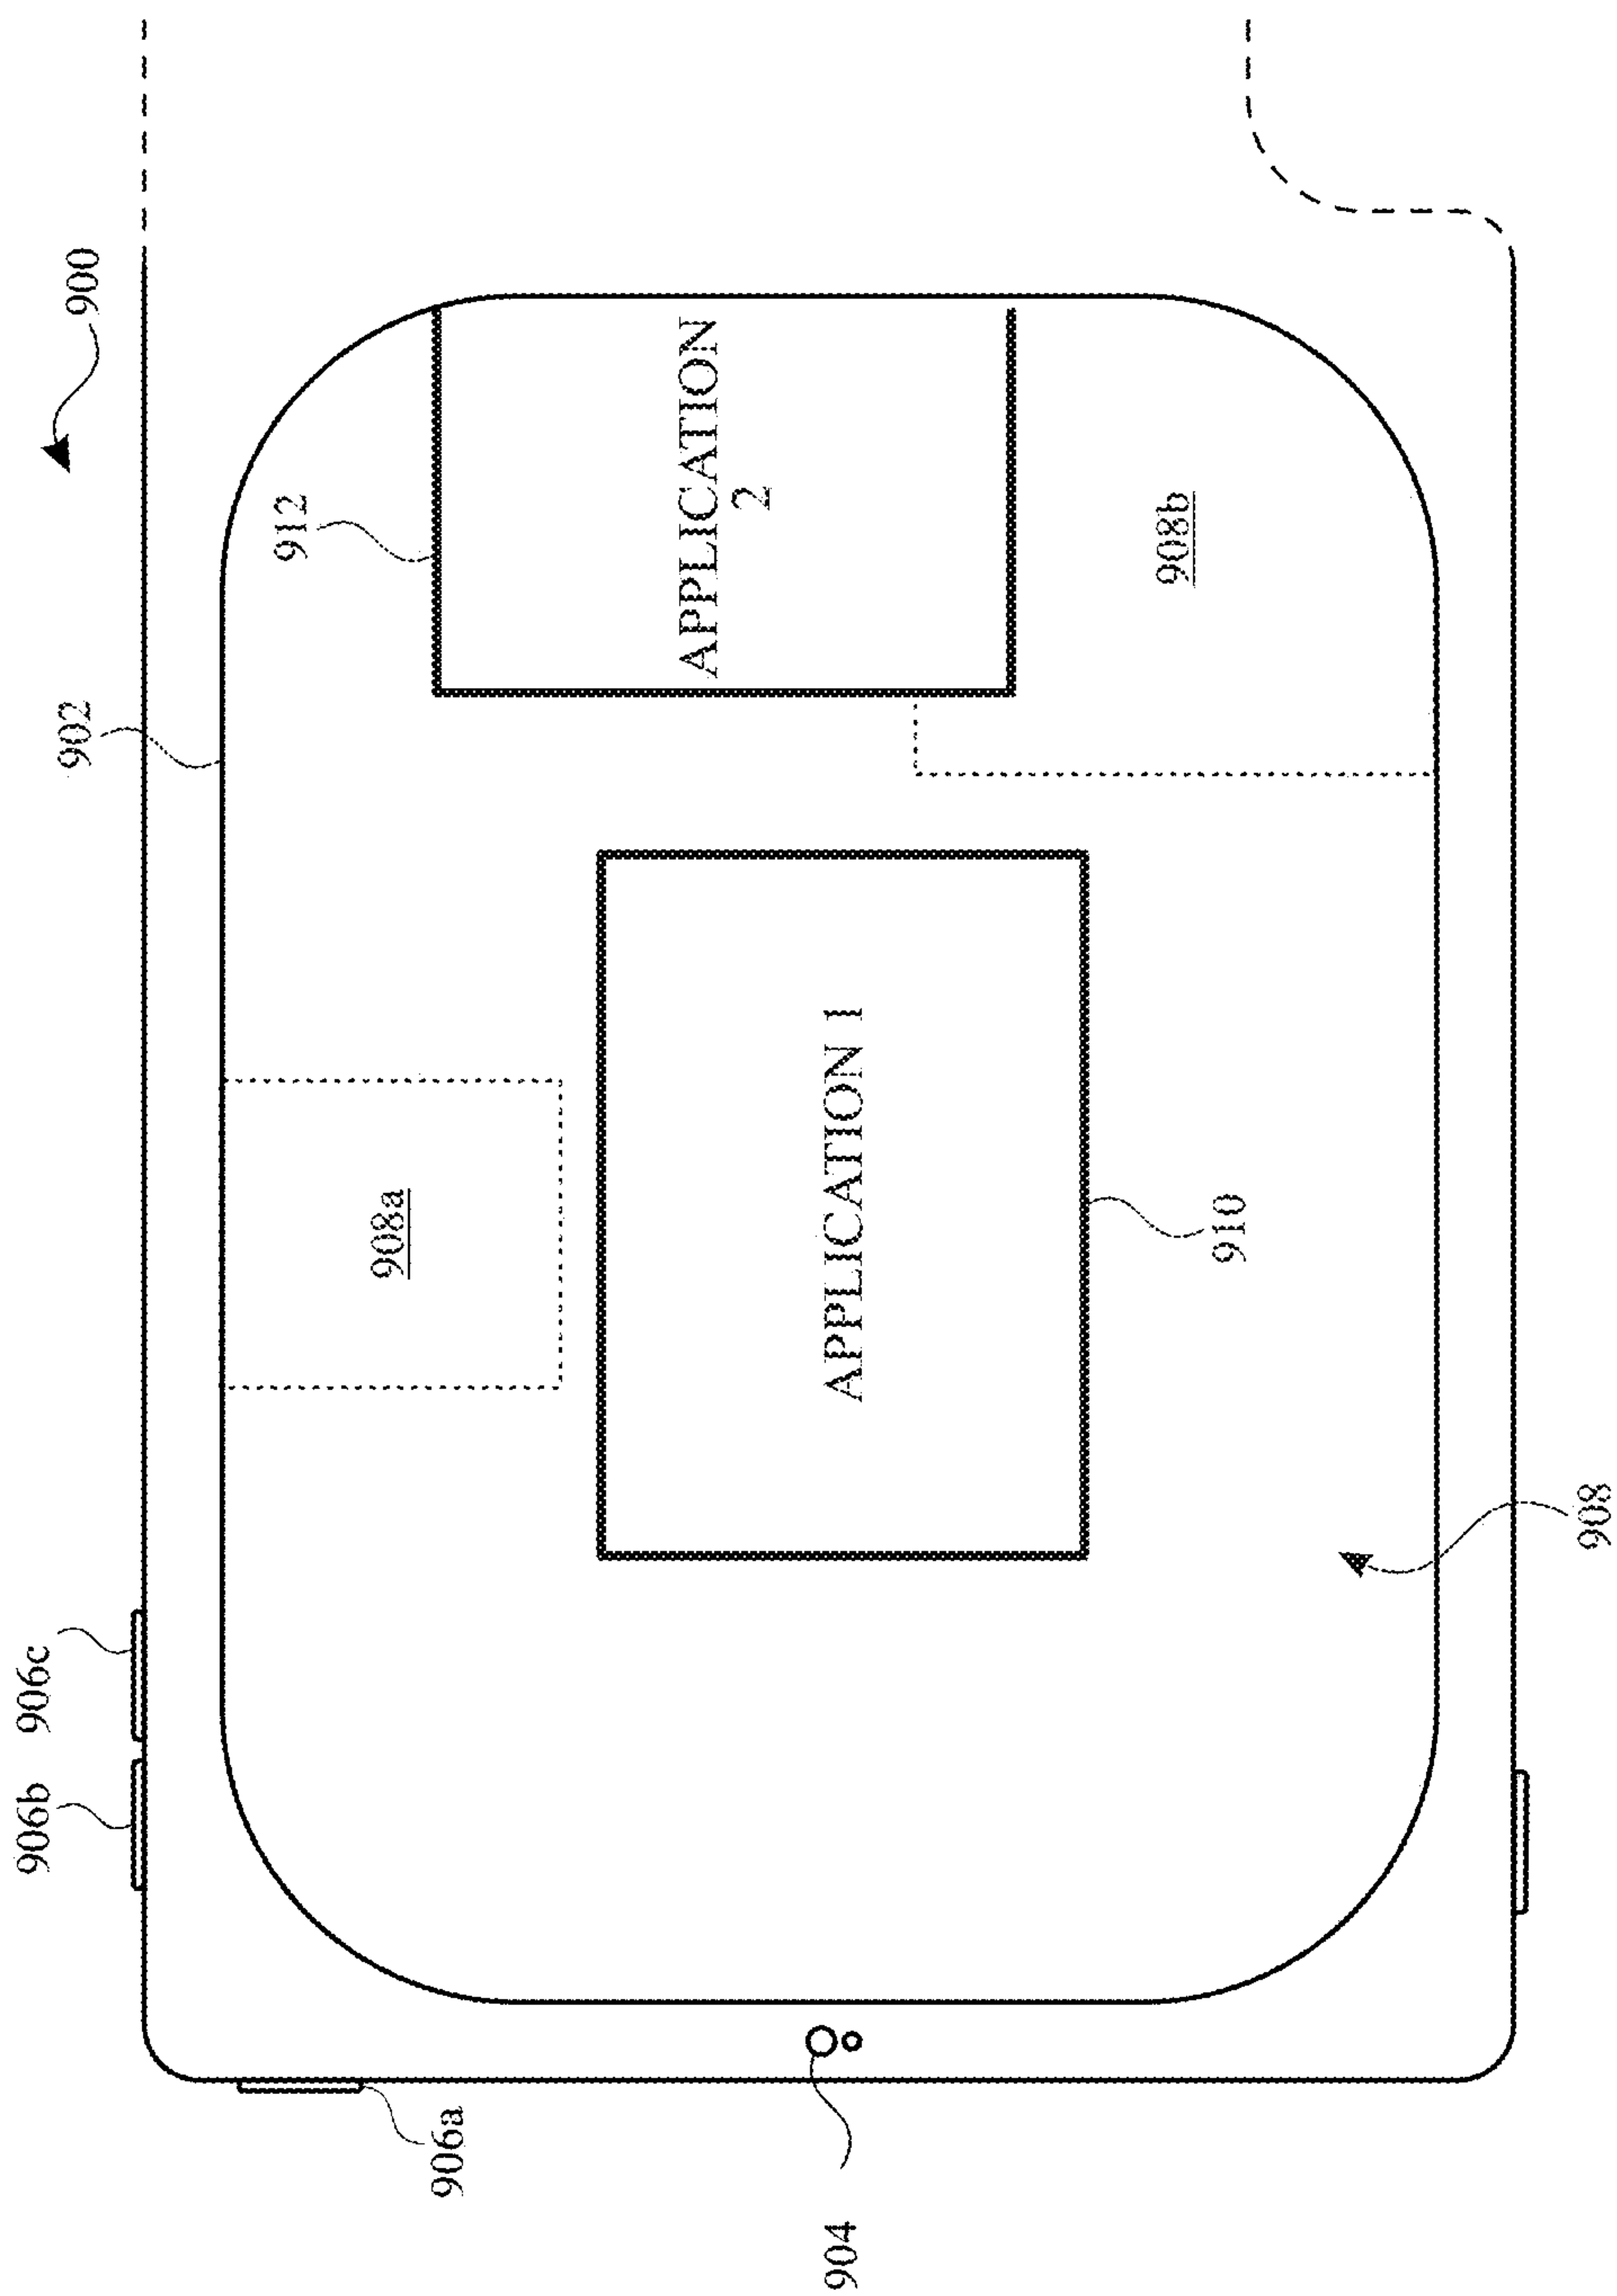 900
902
912
APPLICATION
2
908b
908a
APPLICATION 1
910
908
906c
906b
906a
904